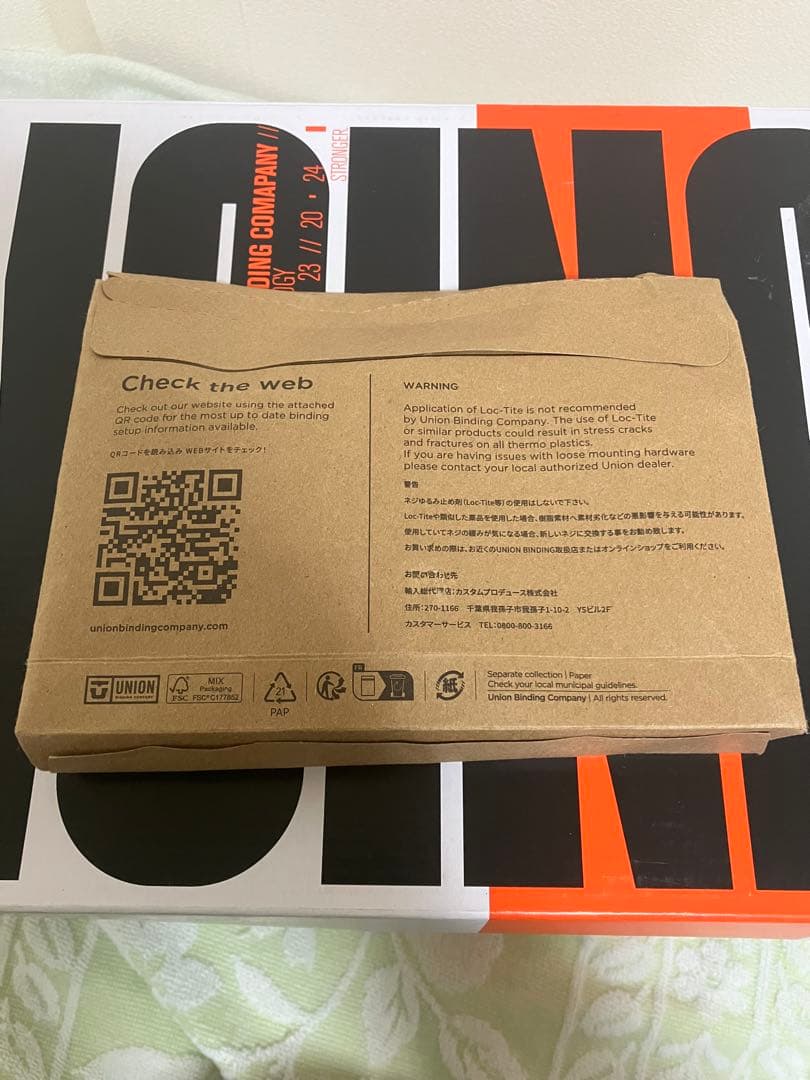 DING COMAPANY //
OGY
23 // 20 · 24
STRONGER.
Check the web
Check out our website using the attached
QR code for the most up to date binding
setup information available.
QRコードを読み込み WEBサイトをチェック!
unionbindingcompany.com
WARNING
Application of Loc-Tite is not recommended
by Union Binding Company. The use of Loc-Tite
or similar products could result in stress cracks
and fractures on all thermo plastics.
If you are having issues with loose mounting hardware
please contact your local authorized Union dealer.
警告
ネジゆるみ止め剤(Loc-Tite等)の使用はしないで下さい。
Loc-Titeや類似した薬品を使用した場合、樹脂素材へ素材劣化などの悪影響を与える可能性があります。
使用していてネジの緩みが気になる場合、新しいネジに交換する事をお勧め致します。
お買い求めの際は、お近くのUNION BINDING取扱店またはオンラインショップをご利用ください。
お問い合わせ先
輸入総代理店:カスタムプロデュース株式会社
住所:270-1166 千葉県我孫子市我孫子1-10-2 YSビル2F
カスタマーサービス TEL:0800-800-3166
UNION
BINDING COMPANY
FSC
MIX
Packaging
FSC® C177852
21
PAP
FR
紙
Separate collection | Paper
Check your local municipal guidelines.
Union Binding Company | All rights reserved.